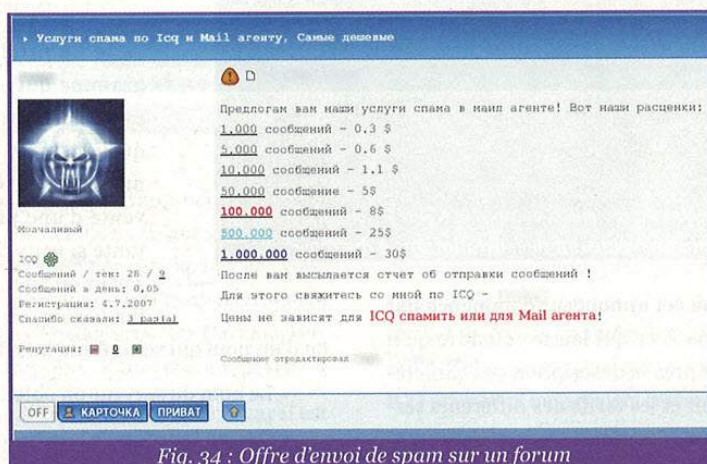 Услуги спама по Icq и Mail агенту, Самые дешевые
Предлогам вам наши услуги спама в маил агенте! Вот наши расценки:
1.000 сообщений - 0.3 $
5.000 сообщений - 0.6 $
10.000 сообщений - 1.1 $
50.000 сообщение - 5$
100.000 сообщений - 8$
500.000 сообщений - 25$
1.000.000 сообщений - 30$
После вам высылается отчет об отправки сообщений !
Для этого свяжитесь со мной по ICQ -
Цены не зависят для ICQ спамить или для Mail агента!
Сообщение отредактировал
Молчаливый
ICQ
Сообщений / тем: 28 / 9
Сообщений в день: 0,05
Регистрация: 4.7.2007
Спасибо сказали: 3 раз(а)
Репутация: 0
OFF КАРТОЧКА ПРИВАТ
Fig. 34 : Offre d'envoi de spam sur un forum